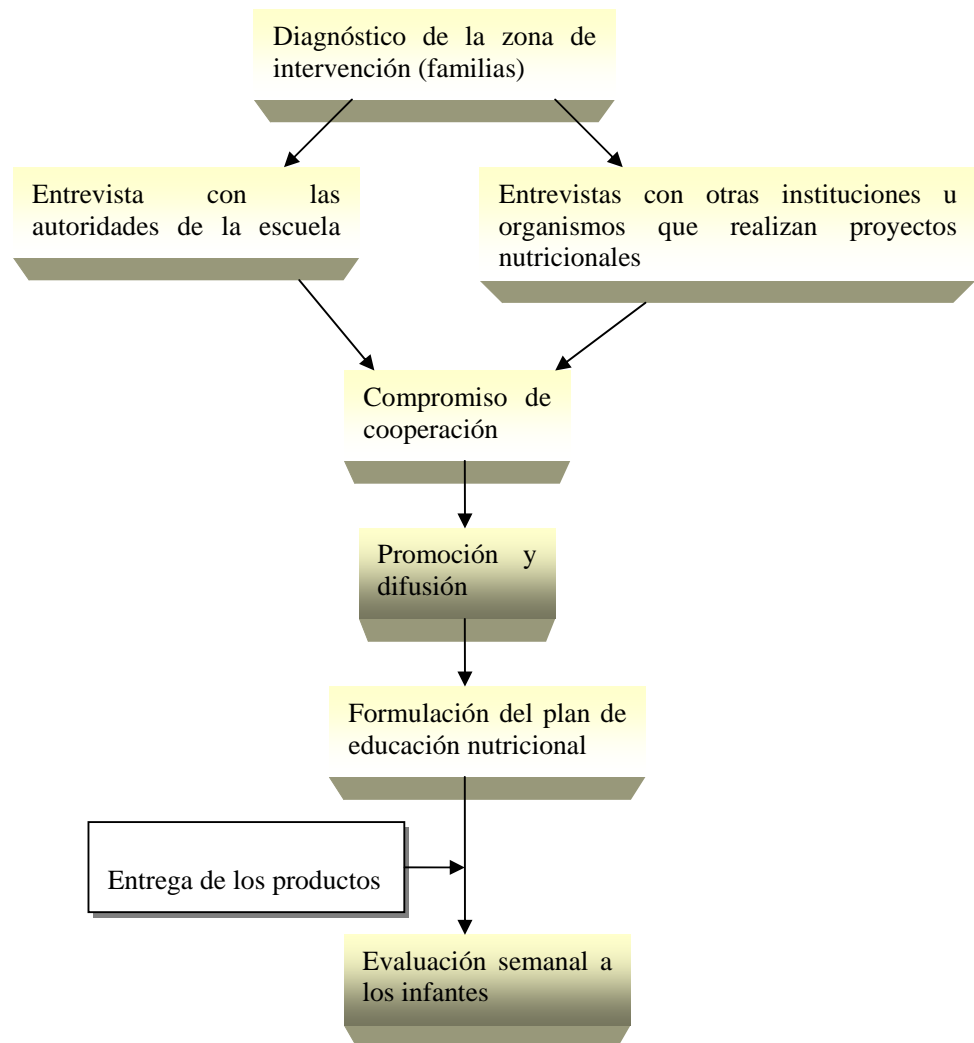 Diagnóstico de la zona de
intervención (familias)
Entrevista con las
autoridades de la escuela
Entrevistas con otras instituciones u
organismos que realizan proyectos
nutricionales
Compromiso de
cooperación
Promoción y
difusión
Formulación del plan de
educación nutricional
Entrega de los productos
Evaluación semanal a
los infantes